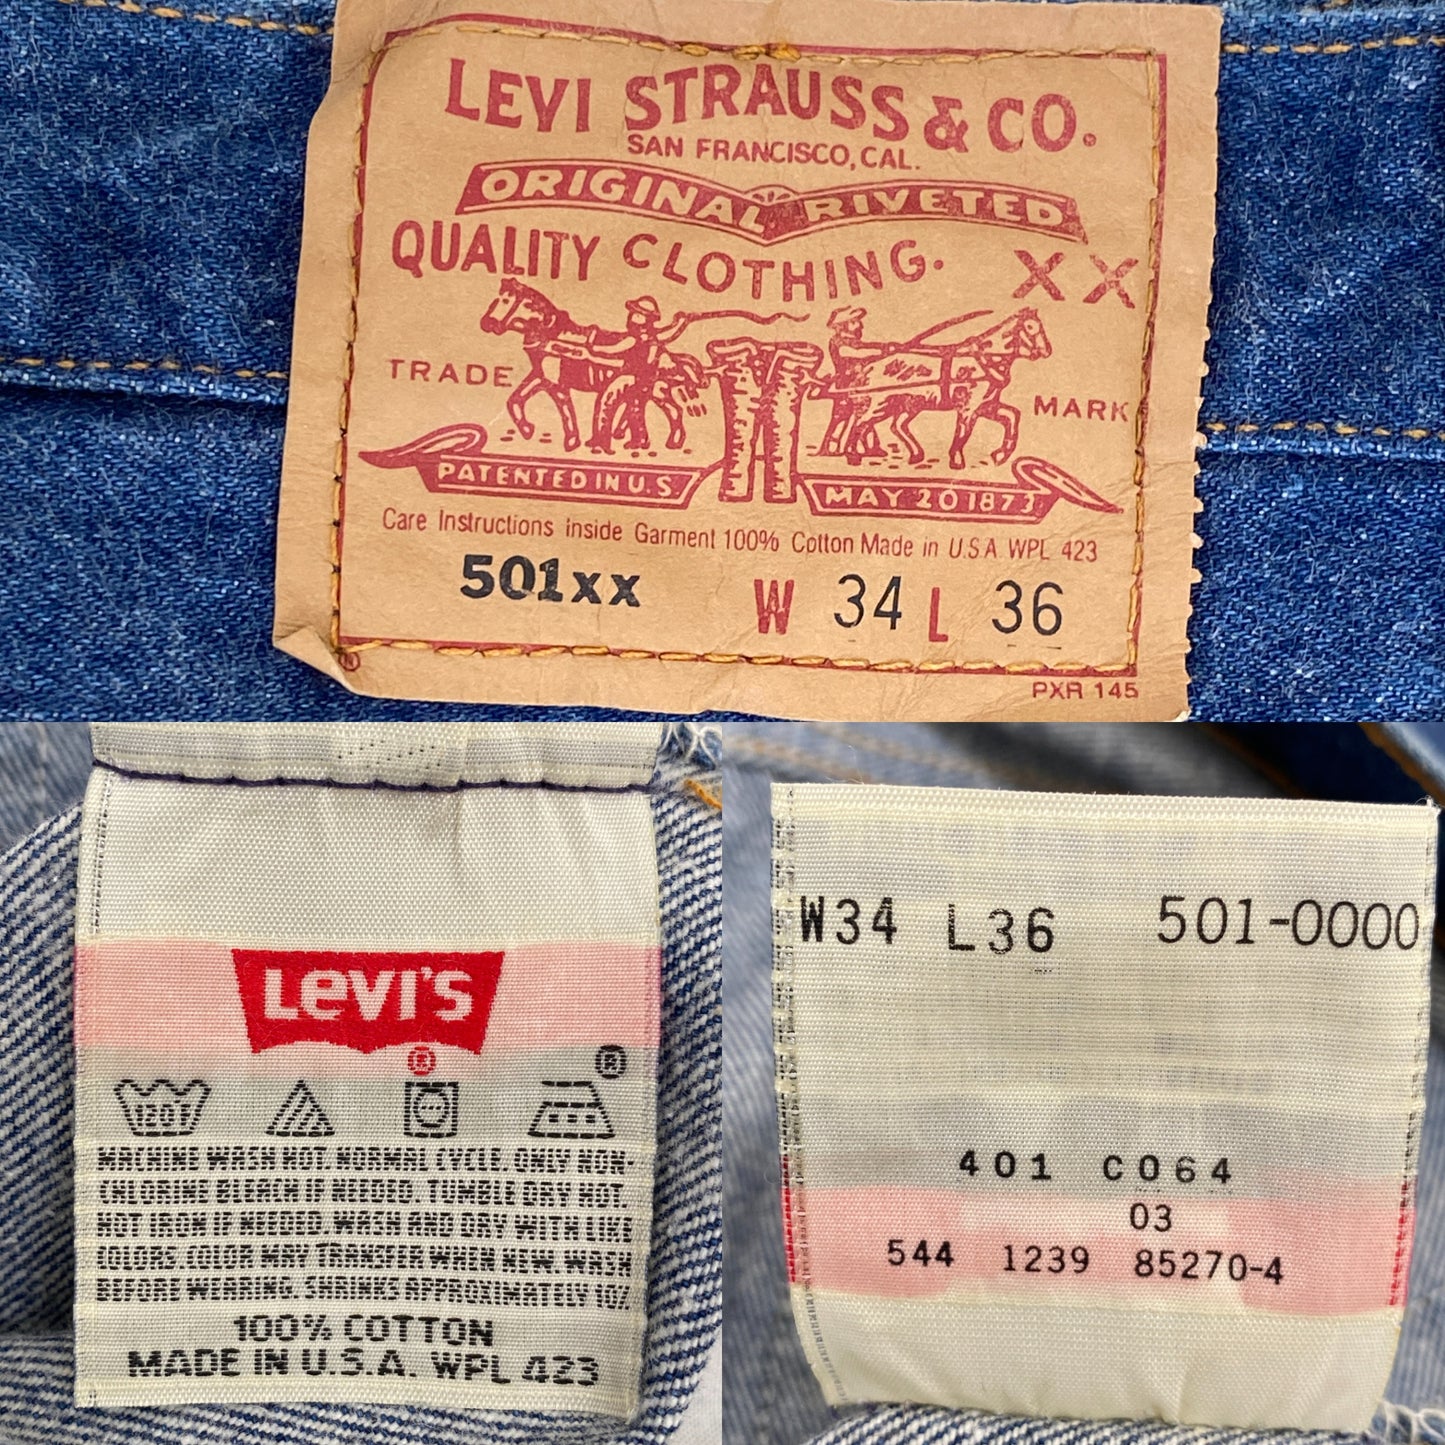 LEVI STRAUSS & CO.
SAN FRANCISCO, CAL.
ORIGINAL RIVETED
QUALITY CLOTHING.
XX
TRADE MARK
PATENTED IN U.S. MAY 20 1873
Care Instructions inside Garment 100% Cotton Made in U.S.A WPL 423
501xx W 34 L 36
®
PXR 145
LEVI'S
® ®
120F
MACHINE WASH HOT. NORMAL CYCLE. ONLY NON-
CHLORINE BLEACH IF NEEDED. TUMBLE DRY HOT.
HOT IRON IF NEEDED. WASH AND DRY WITH LIKE
COLORS. COLOR MAY TRANSFER WHEN NEW. WASH
BEFORE WEARING. SHRINKS APPROXIMATELY 10%
100% COTTON
MADE IN U.S.A. WPL 423
W34 L36 501-0000
401 C064
03
544 1239 85270-4